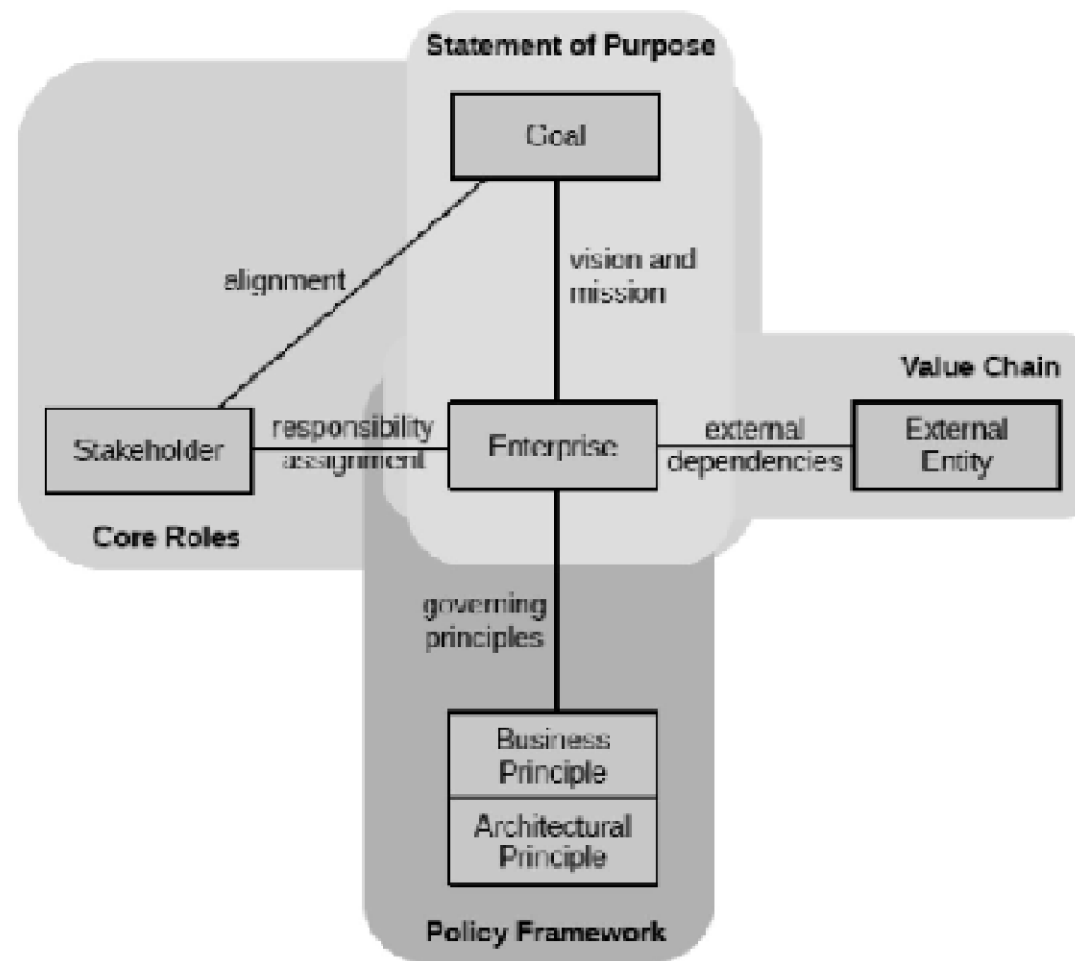 Statement of Purpose
Goal
alignment
vision and
mission
Value Chain
Stakeholder
responsibility
assignment
Enterprise
external
dependencies
External
Entity
Core Roles
governing
principles
Business
Principle
Architectural
Principle
Policy Framework